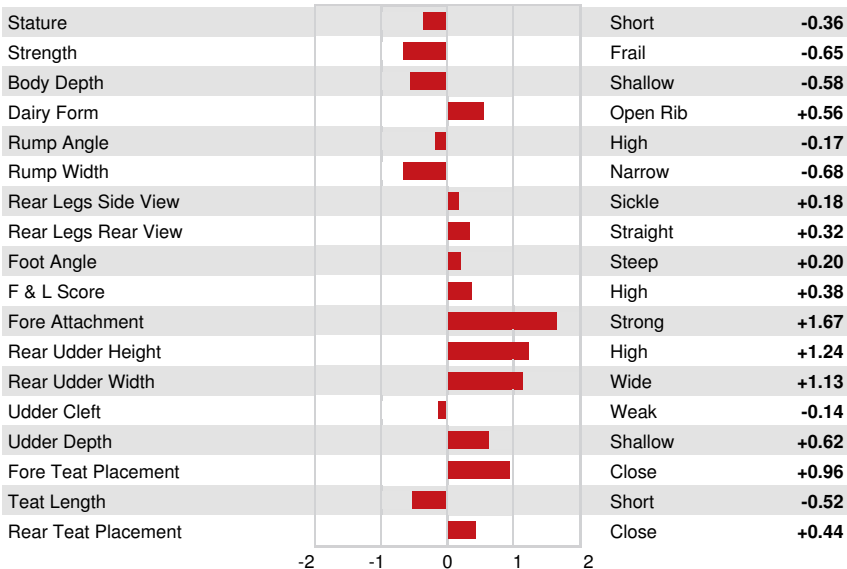 Stature Short -0.36
Strength Frail -0.65
Body Depth Shallow -0.58
Dairy Form Open Rib +0.56
Rump Angle High -0.17
Rump Width Narrow -0.68
Rear Legs Side View Sickle +0.18
Rear Legs Rear View Straight +0.32
Foot Angle Steep +0.20
F & L Score High +0.38
Fore Attachment Strong +1.67
Rear Udder Height High +1.24
Rear Udder Width Wide +1.13
Udder Cleft Weak -0.14
Udder Depth Shallow +0.62
Fore Teat Placement Close +0.96
Teat Length Short -0.52
Rear Teat Placement Close +0.44
-2 -1 0 1 2